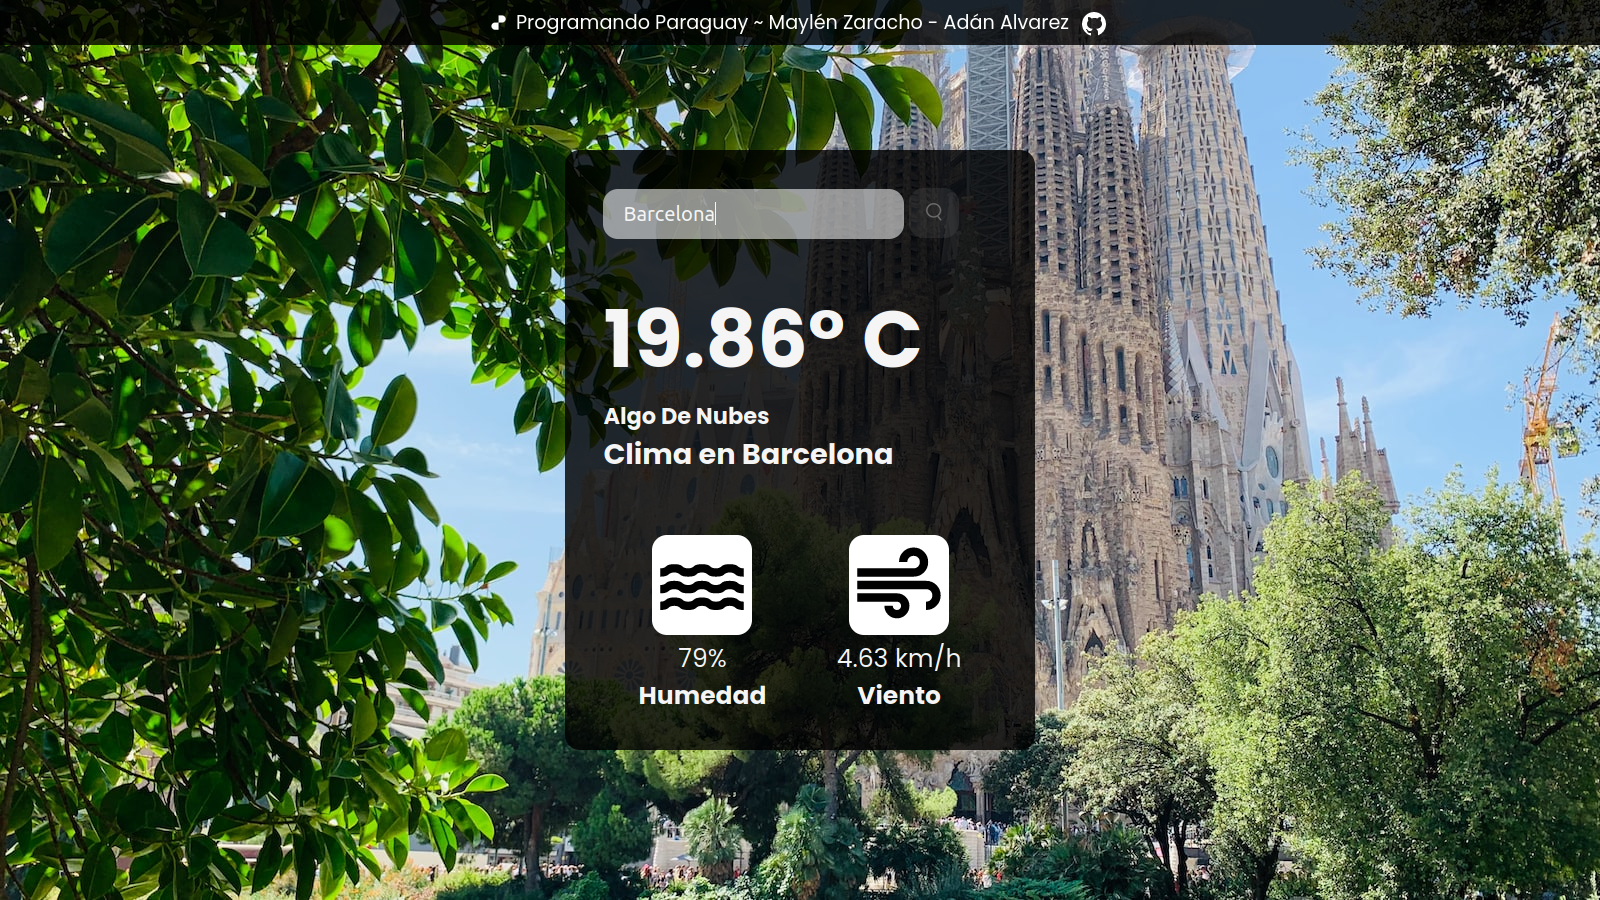 Programando Paraguay ~ Maylén Zaracho - Adán Alvarez
Barcelona
19.86° C
Algo De Nubes
Clima en Barcelona
79%
Humedad
4.63 km/h
Viento